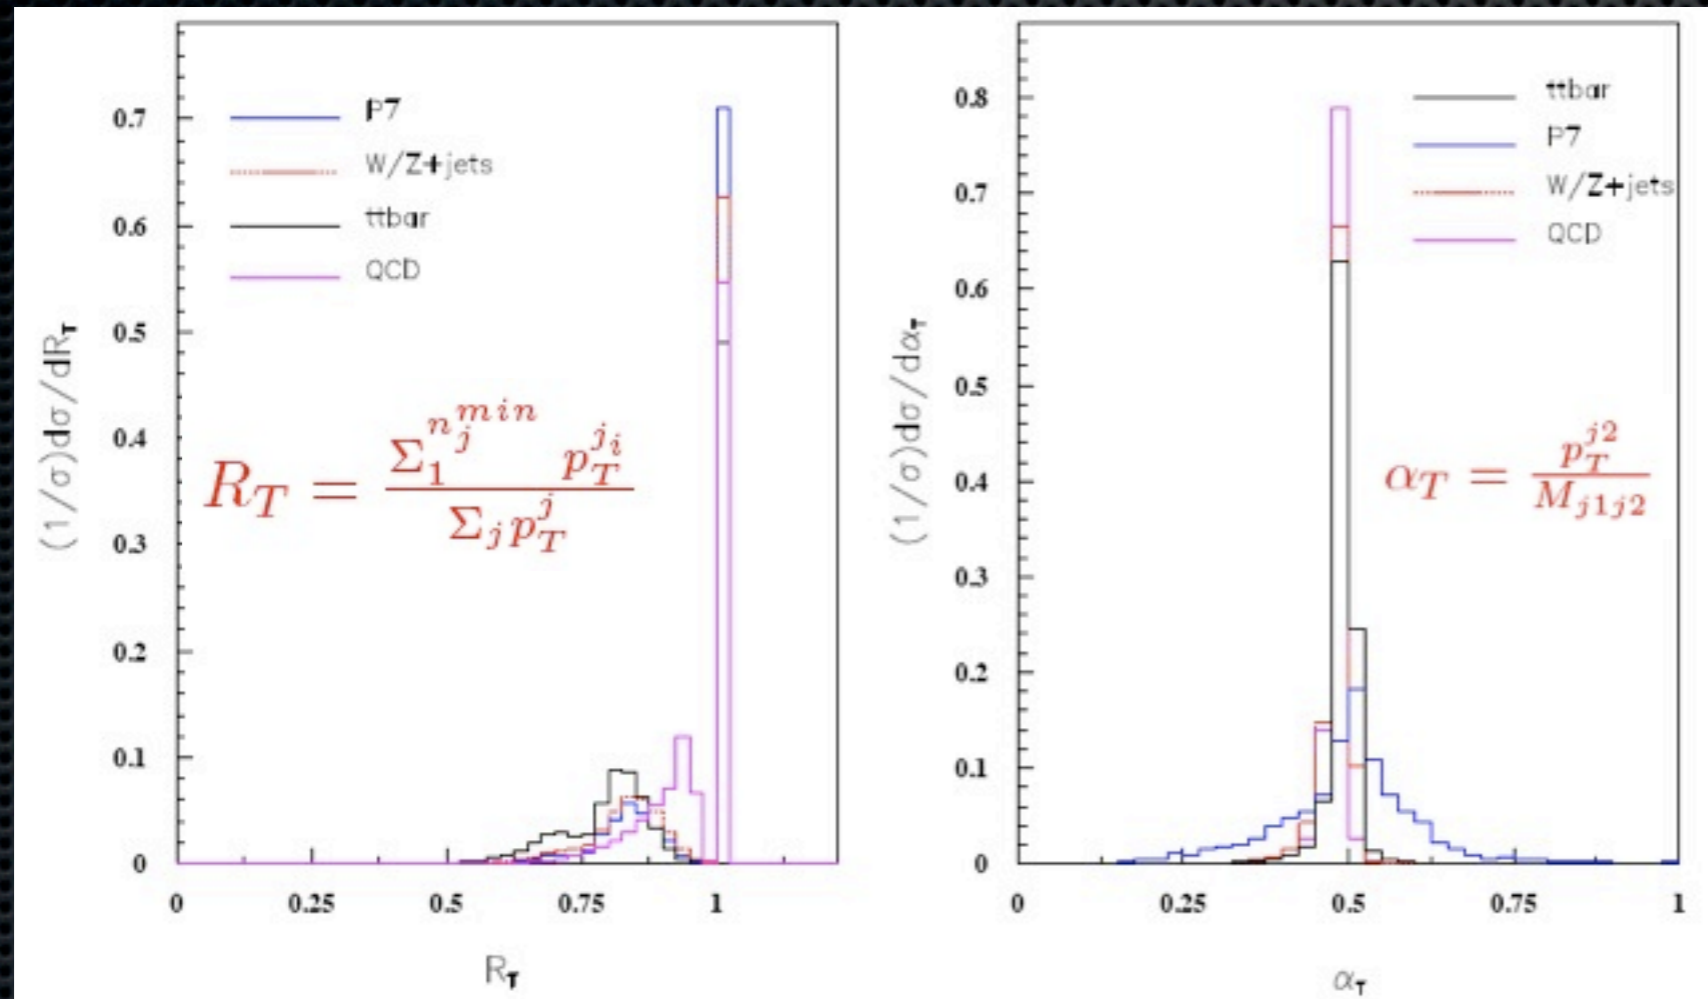 P7
W/Z+jets
ttbar
QCD
0.7
0.6
0.5
0.4
0.3
0.2
0.1
0
0 0.25 0.5 0.75 1
(1/σ)dσ/dR_T
R_T
R_T = Σ_1^{n_j^{min}} p_T^{j_i} / Σ_j p_T^j
ttbar
P7
W/Z+jets
QCD
0.8
0.7
0.6
0.5
0.4
0.3
0.2
0.1
0
0 0.25 0.5 0.75 1
(1/σ)dσ/dα_T
α_T
α_T = p_T^{j2} / M_{j1j2}